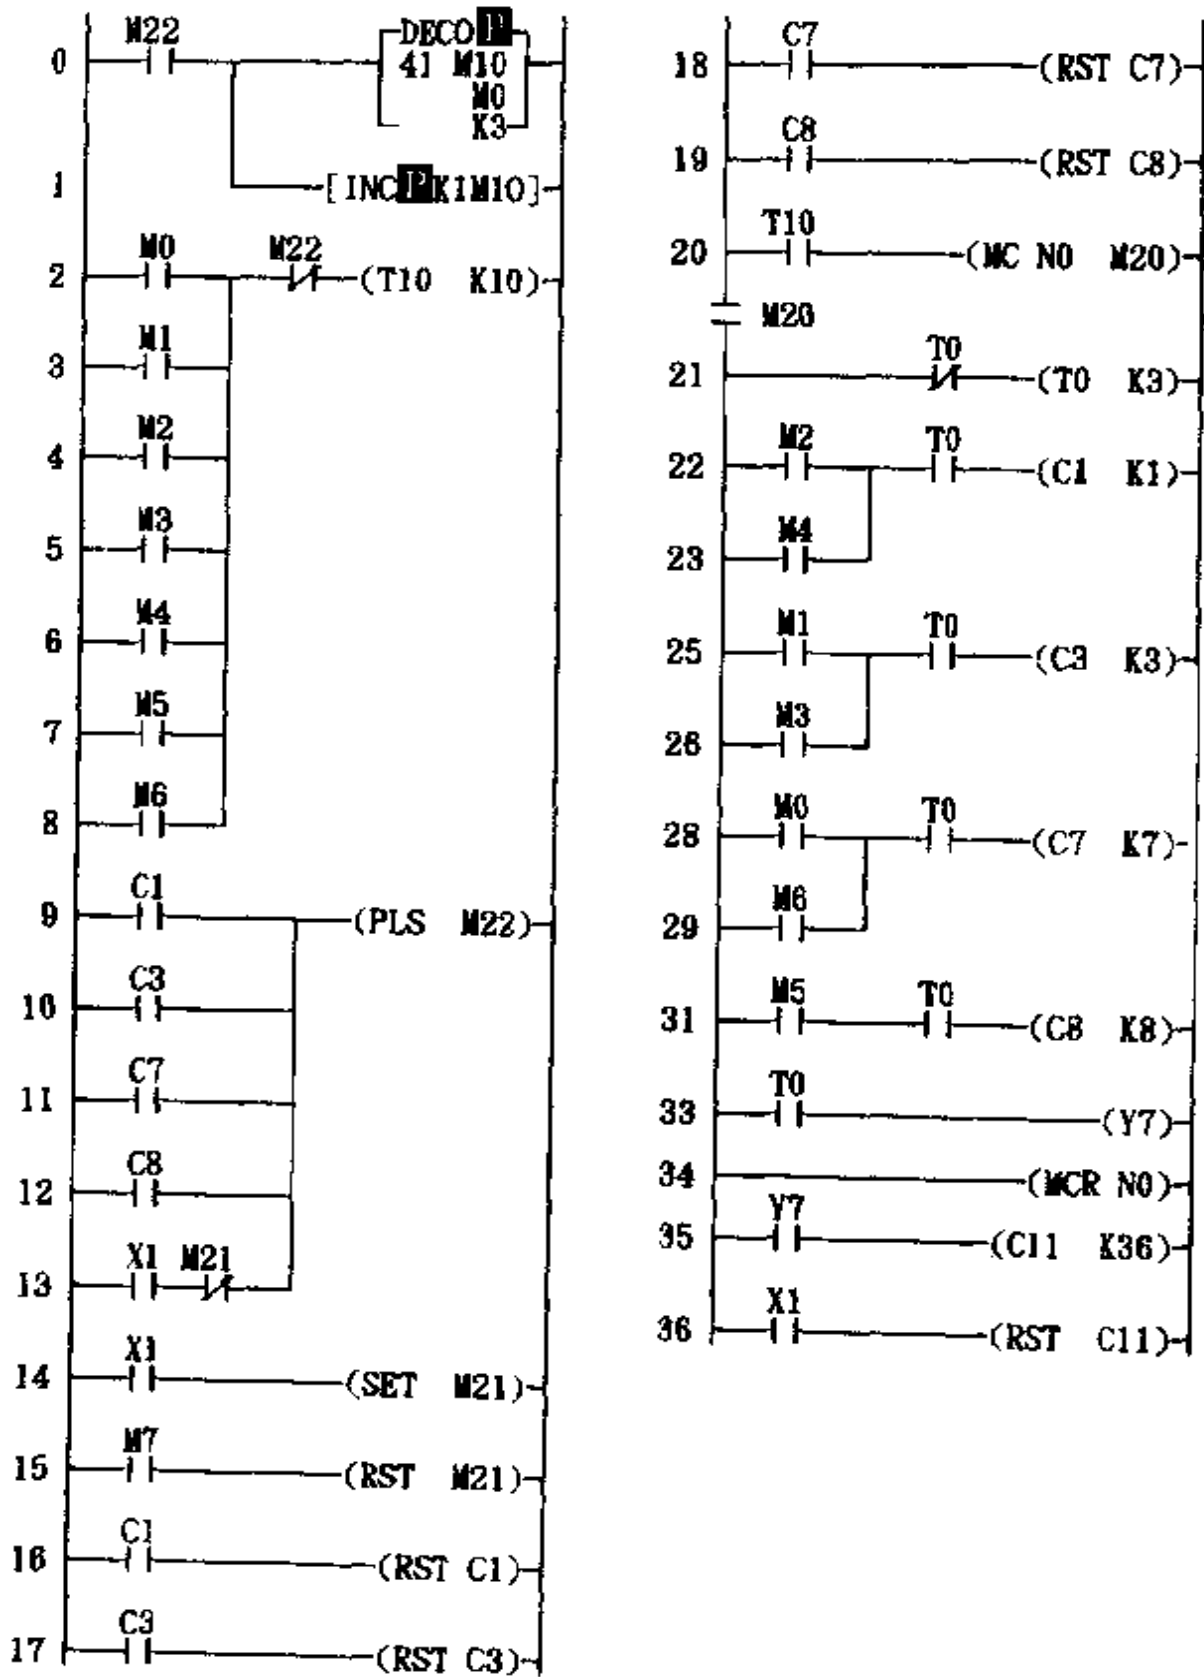 0 M22 DECO P
41 M10
M0
K3
1 [INC P K1M10]
2 M0 M22 (T10 K10)
3 M1
4 M2
5 M3
6 M4
7 M5
8 M6
9 C1 (PLS M22)
10 C3
11 C7
12 C8
13 X1 M21
14 X1 (SET M21)
15 M7 (RST M21)
16 C1 (RST C1)
17 C3 (RST C3)
18 C7 (RST C7)
19 C8 (RST C8)
20 T10 (MC N0 M20)
M20
21 T0 (T0 K3)
22 M2 T0 (C1 K1)
23 M4
25 M1 T0 (C3 K3)
26 M3
28 M0 T0 (C7 K7)
29 M6
31 M5 T0 (C8 K8)
33 T0 (Y7)
34 (MCR N0)
35 Y7 (C11 K36)
36 X1 (RST C11)